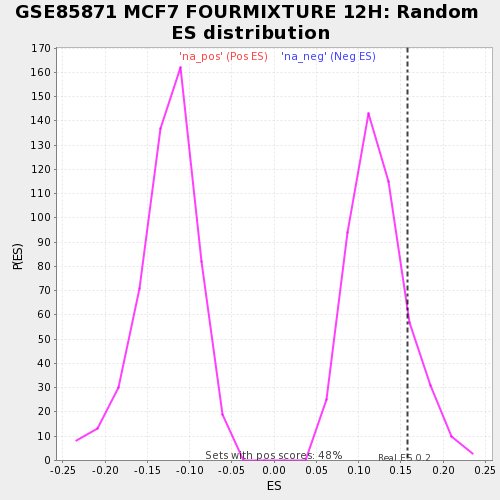 GSE85871 MCF7 FOURMIXTURE 12H: Random
ES distribution
'na_pos' (Pos ES) 'na_neg' (Neg ES)
P(ES)
170
160
150
140
130
120
110
100
90
80
70
60
50
40
30
20
10
0
Sets with pos scores: 48%
Real ES 0.2
-0.25 -0.20 -0.15 -0.10 -0.05 0.00 0.05 0.10 0.15 0.20 0.25
ES